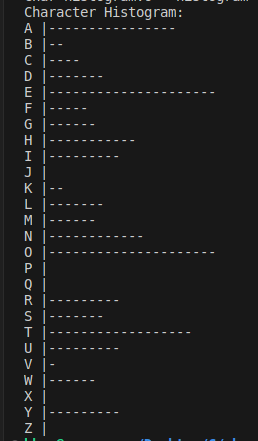 Character Histogram:
A |----------------
B |--
C |----
D |-------
E |---------------------
F |-----
G |------
H |-----------
I |---------
J |
K |--
L |-------
M |------
N |------------
O |---------------------
P |
Q |
R |---------
S |-------
T |------------------
U |---------
V |-
W |------
X |
Y |---------
Z |